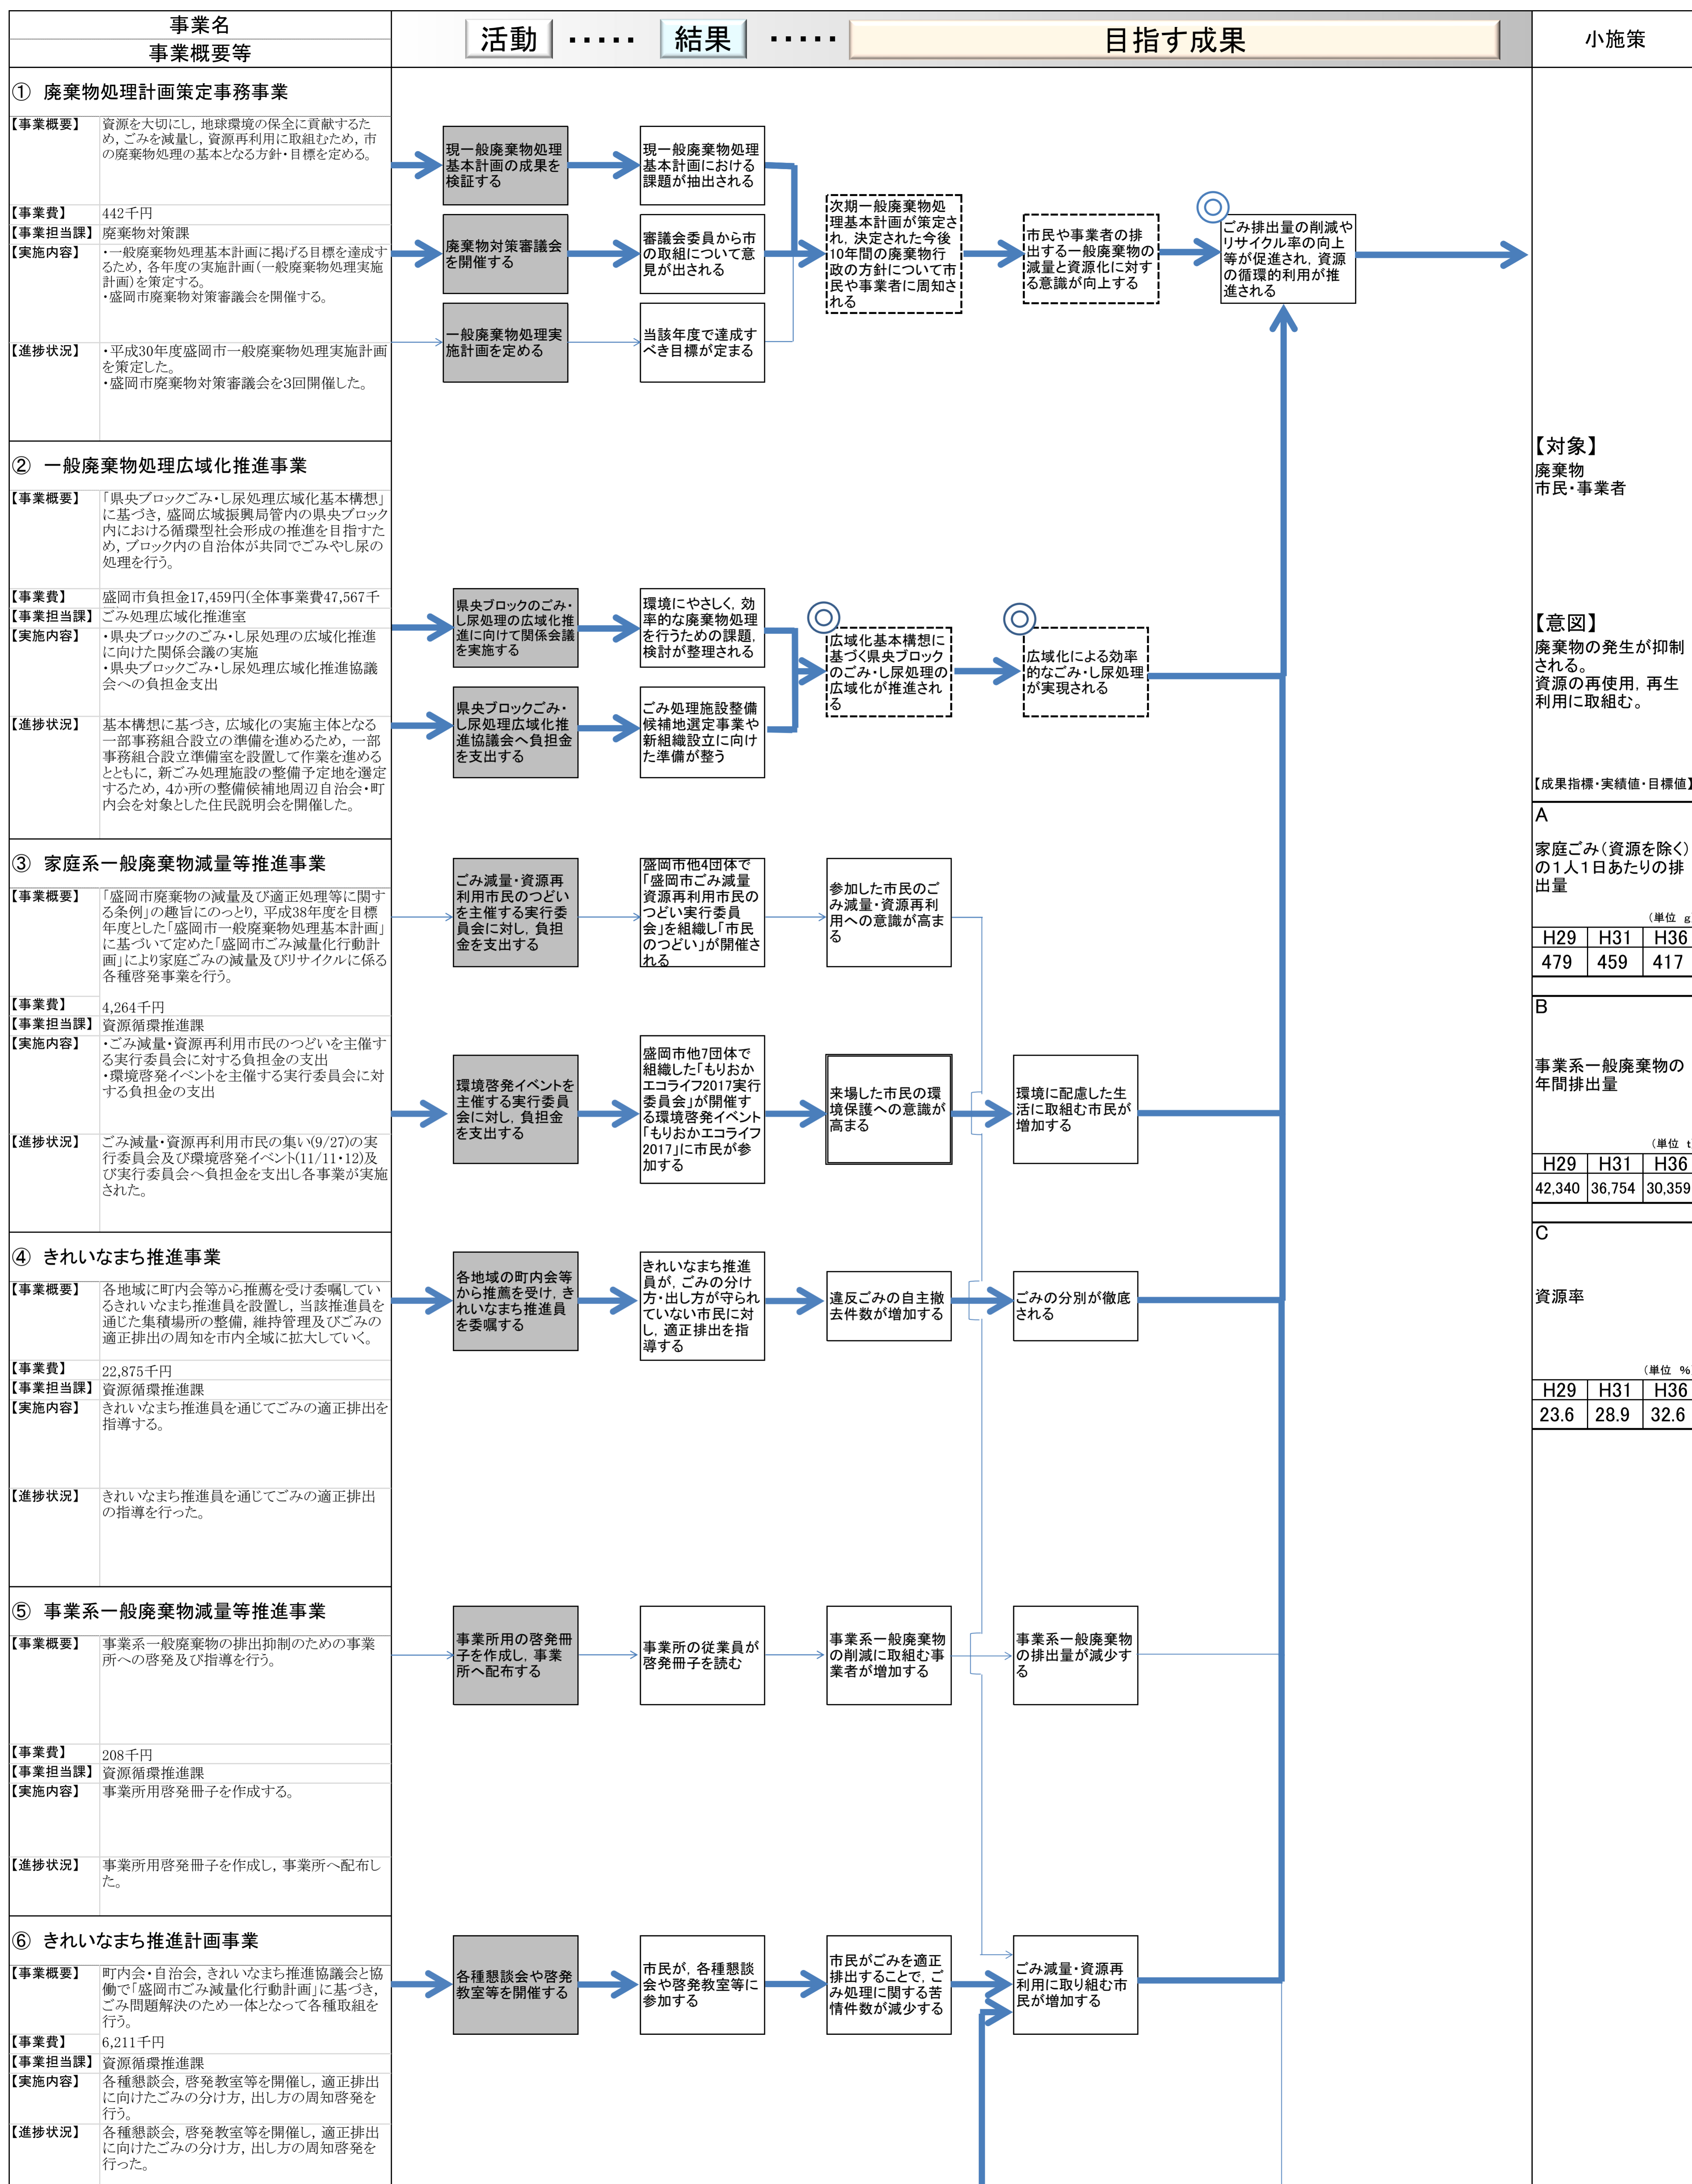 事業名
事業概要等
活動
・・・・・
結果
・・・・・
目指す成果
小施策
① 廃棄物処理計画策定事務事業
【事業概要】
資源を大切にし，地球環境の保全に貢献するた
め，ごみを減量し，資源再利用に取組むため，市
の廃棄物処理の基本となる方針・目標を定める。
【事業費】
442千円
【事業担当課】
廃棄物対策課
【実施内容】
・一般廃棄物処理基本計画に掲げる目標を達成す
るため，各年度の実施計画（一般廃棄物処理実施
計画）を策定する。
・盛岡市廃棄物対策審議会を開催する。
【進捗状況】
・平成30年度盛岡市一般廃棄物処理実施計画
を策定した。
・盛岡市廃棄物対策審議会を3回開催した。
現一般廃棄物処理
基本計画の成果を
検証する
現一般廃棄物処理
基本計画における
課題が抽出される
廃棄物対策審議会
を開催する
審議会委員から市
の取組について意
見が出される
一般廃棄物処理実
施計画を定める
当該年度で達成す
べき目標が定まる
次期一般廃棄物処
理基本計画が策定さ
れ，決定された今後
10年間の廃棄物行
政の方針について市
民や事業者に周知さ
れる
市民や事業者の排
出する一般廃棄物の
減量と資源化に対す
る意識が向上する
◎
ごみ排出量の削減や
リサイクル率の向上
等が促進され，資源
の循環的利用が推
進される
② 一般廃棄物処理広域化推進事業
【事業概要】
「県央ブロックごみ・し尿処理広域化基本構想」
に基づき，盛岡広域振興局管内の県央ブロック
内における循環型社会形成の推進を目指すた
め，ブロック内の自治体が共同でごみやし尿の
処理を行う。
【事業費】
盛岡市負担金17,459円(全体事業費47,567千
【事業担当課】
ごみ処理広域化推進室
【実施内容】
・県央ブロックのごみ・し尿処理の広域化推進
に向けた関係会議の実施
・県央ブロックごみ・し尿処理広域化推進協議
会への負担金支出
【進捗状況】
基本構想に基づき，広域化の実施主体となる
一部事務組合設立の準備を進めるため，一部
事務組合設立準備室を設置して作業を進める
とともに，新ごみ処理施設の整備予定地を選定
するため，4か所の整備候補地周辺自治会・町
内会を対象とした住民説明会を開催した。
県央ブロックのごみ・
し尿処理の広域化推
進に向けて関係会議
を実施する
環境にやさしく，効
率的な廃棄物処理
を行うための課題，
検討が整理される
県央ブロックごみ・
し尿処理広域化推
進協議会へ負担金
を支出する
ごみ処理施設整備
候補地選定事業や
新組織設立に向け
た準備が整う
◎
広域化基本構想に
基づく県央ブロック
のごみ・し尿処理の
広域化が推進され
る
◎
広域化による効率
的なごみ・し尿処理
が実現される
③ 家庭系一般廃棄物減量等推進事業
【事業概要】
「盛岡市廃棄物の減量及び適正処理等に関す
る条例」の趣旨にのっとり，平成38年度を目標
年度とした「盛岡市一般廃棄物処理基本計画」
に基づいて定めた「盛岡市ごみ減量化行動計
画」により家庭ごみの減量及びリサイクルに係る
各種啓発事業を行う。
【事業費】
4,264千円
【事業担当課】
資源循環推進課
【実施内容】
・ごみ減量・資源再利用市民のつどいを主催す
る実行委員会に対する負担金の支出
・環境啓発イベントを主催する実行委員会に対
する負担金の支出
【進捗状況】
ごみ減量・資源再利用市民の集い(9/27)の実
行委員会及び環境啓発イベント(11/11・12)及
び実行委員会へ負担金を支出し各事業が実施
された。
ごみ減量・資源再
利用市民のつどい
を主催する実行委
員会に対し，負担
金を支出する
盛岡市他4団体で
「盛岡市ごみ減量
資源再利用市民の
つどい実行委員
会」を組織し「市民
のつどい」が開催さ
れる
参加した市民のご
み減量・資源再利
用への意識が高ま
る
環境啓発イベントを
主催する実行委員
会に対し，負担金
を支出する
盛岡市他7団体で
組織した「もりおか
エコライフ2017実行
委員会」が開催す
る環境啓発イベント
「もりおかエコライフ
2017」に市民が参
加する
来場した市民の環
境保護への意識が
高まる
環境に配慮した生
活に取組む市民が
増加する
④ きれいなまち推進事業
【事業概要】
各地域に町内会等から推薦を受け委嘱してい
るきれいなまち推進員を設置し，当該推進員を
通じた集積場所の整備，維持管理及びごみの
適正排出の周知を市内全域に拡大していく。
【事業費】
22,875千円
【事業担当課】
資源循環推進課
【実施内容】
きれいなまち推進員を通じてごみの適正排出を
指導する。
【進捗状況】
きれいなまち推進員を通じてごみの適正排出
の指導を行った。
各地域の町内会等
から推薦を受け，き
れいなまち推進員
を委嘱する
きれいなまち推進
員が，ごみの分け
方・出し方が守られ
ていない市民に対
し，適正排出を指
導する
違反ごみの自主撤
去件数が増加する
ごみの分別が徹底
される
⑤ 事業系一般廃棄物減量等推進事業
【事業概要】
事業系一般廃棄物の排出抑制のための事業
所への啓発及び指導を行う。
【事業費】
208千円
【事業担当課】
資源循環推進課
【実施内容】
事業所用啓発冊子を作成する。
【進捗状況】
事業所用啓発冊子を作成し，事業所へ配布し
た。
事業所用の啓発冊
子を作成し，事業
所へ配布する
事業所の従業員が
啓発冊子を読む
事業系一般廃棄物
の削減に取組む事
業者が増加する
事業系一般廃棄物
の排出量が減少す
る
⑥ きれいなまち推進計画事業
【事業概要】
町内会・自治会，きれいなまち推進協議会と協
働で「盛岡市ごみ減量化行動計画」に基づき，
ごみ問題解決のため一体となって各種取組を
行う。
【事業費】
6,211千円
【事業担当課】
資源循環推進課
【実施内容】
各種懇談会，啓発教室等を開催し，適正排出
に向けたごみの分け方，出し方の周知啓発を
行う。
【進捗状況】
各種懇談会，啓発教室等を開催し，適正排出
に向けたごみの分け方，出し方の周知啓発を
行った。
各種懇談会や啓発
教室等を開催する
市民が，各種懇談
会や啓発教室等に
参加する
市民がごみを適正
排出することで，ご
み処理に関する苦
情件数が減少する
ごみ減量・資源再
利用に取り組む市
民が増加する
【対象】
廃棄物
市民・事業者
【意図】
廃棄物の発生が抑制
される。
資源の再使用，再生
利用に取組む。
【成果指標・実績値・目標値】
A
家庭ごみ（資源を除く）
の１人１日あたりの排
出量
（単位 g
H29 H31 H36
479 459 417
B
事業系一般廃棄物の
年間排出量
（単位 t
H29 H31 H36
42,340 36,754 30,359
C
資源率
（単位 %
H29 H31 H36
23.6 28.9 32.6